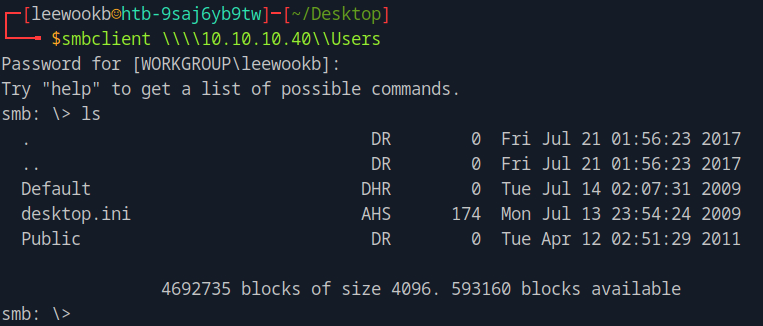 ┌─[leewookb☺htb-9saj6yb9tw]─[~/Desktop]
└──╼ $smbclient \\\\10.10.10.40\\Users
Password for [WORKGROUP\leewookb]:
Try "help" to get a list of possible commands.
smb: \> ls
  .                                  DR        0  Fri Jul 21 01:56:23 2017
  ..                                 DR        0  Fri Jul 21 01:56:23 2017
  Default                           DHR        0  Tue Jul 14 02:07:31 2009
  desktop.ini                       AHS      174  Mon Jul 13 23:54:24 2009
  Public                             DR        0  Tue Apr 12 02:51:29 2011
                4692735 blocks of size 4096. 593160 blocks available
smb: \>